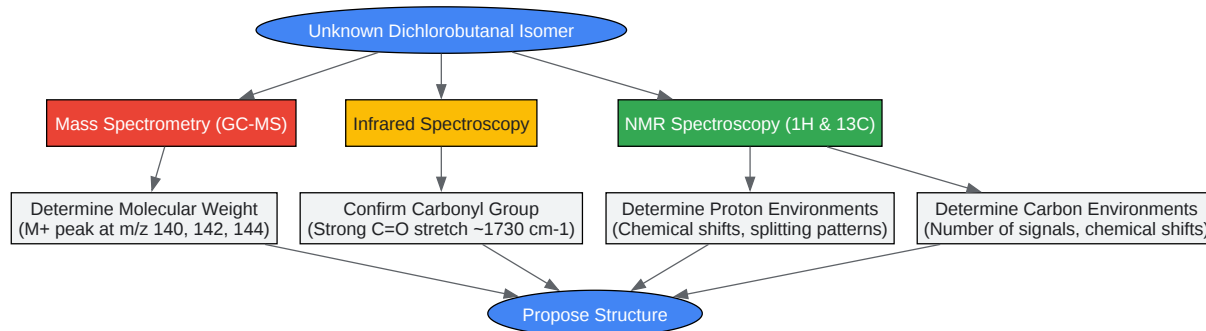 Unknown Dichlorobutanal Isomer
Mass Spectrometry (GC-MS)
Infrared Spectroscopy
NMR Spectroscopy (1H & 13C)
Determine Molecular Weight
(M+ peak at m/z 140, 142, 144)
Confirm Carbonyl Group
(Strong C=O stretch ~1730 cm-1)
Determine Proton Environments
(Chemical shifts, splitting patterns)
Determine Carbon Environments
(Number of signals, chemical shifts)
Propose Structure